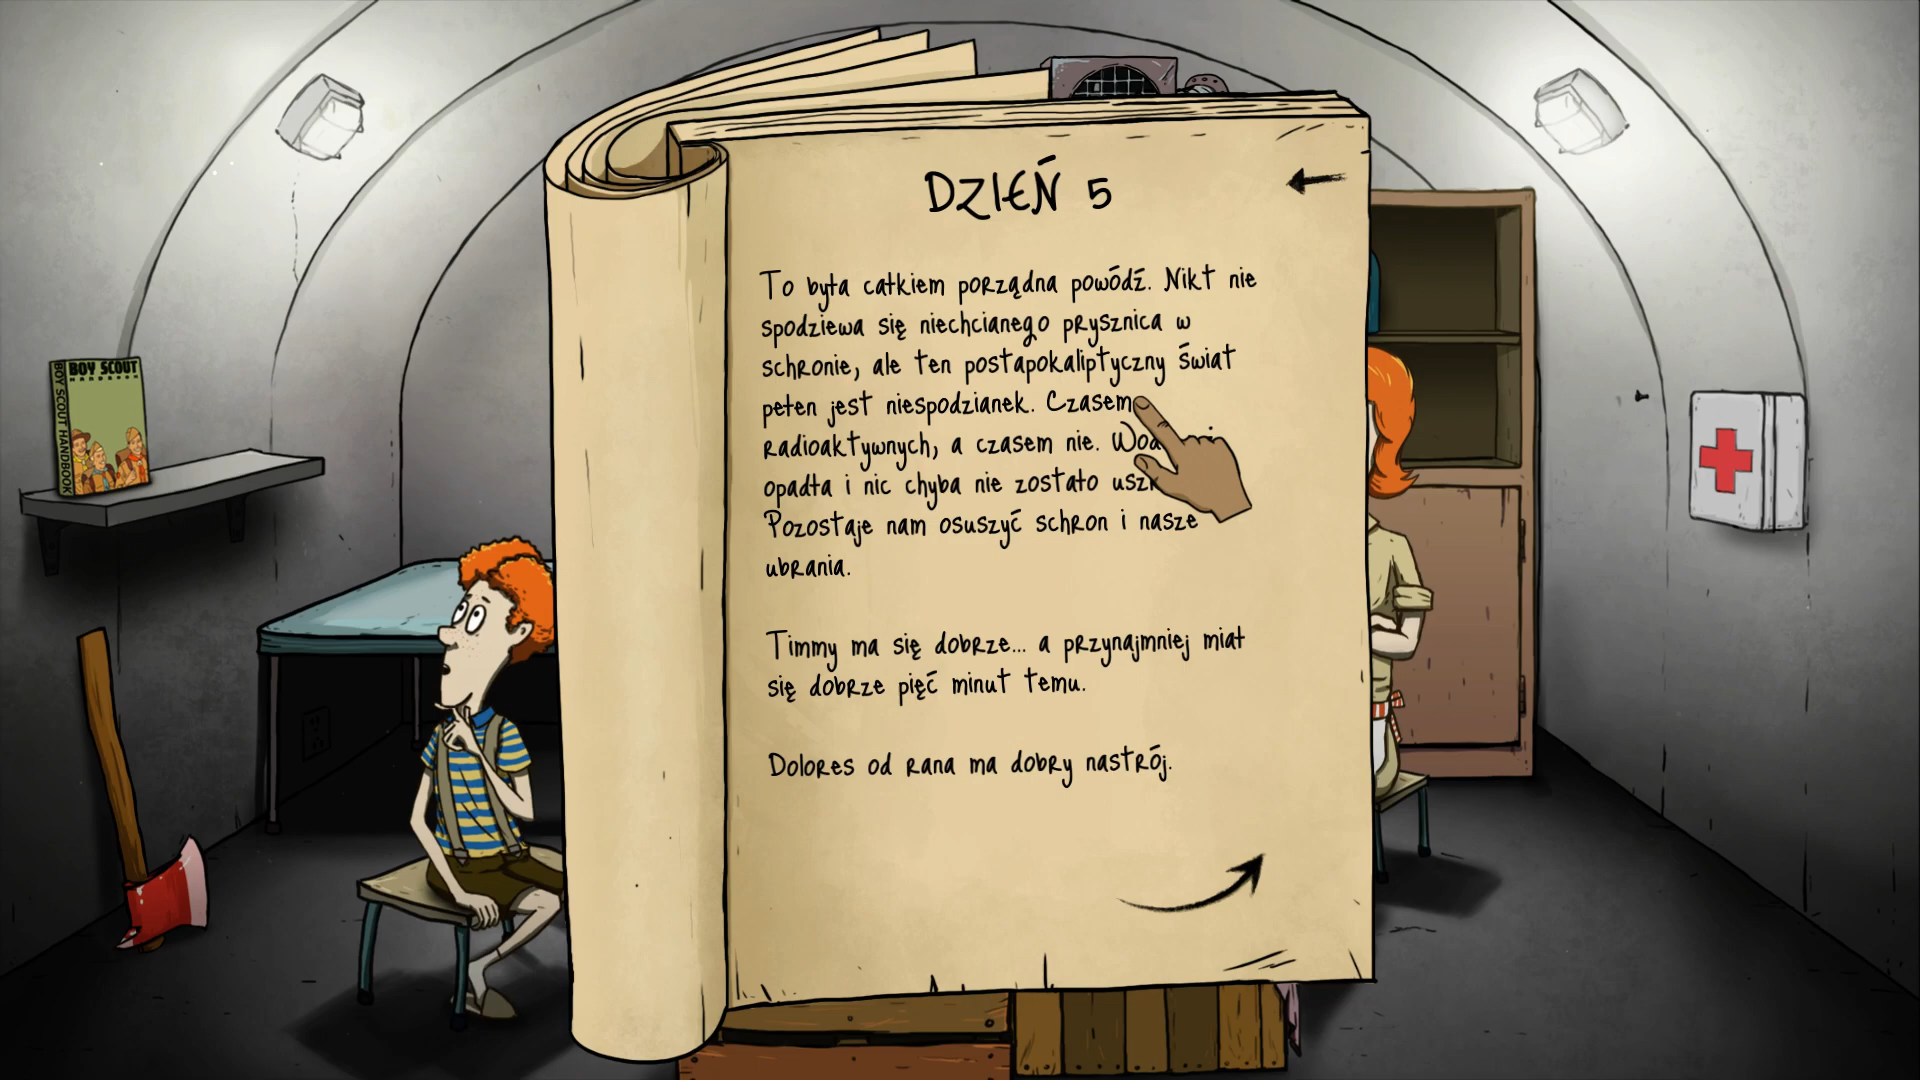 BOY SCOUT
HANDBOOK
BOY SCOUT HANDBOOK
DZIEŃ 5
To była całkiem porządna powódź. Nikt nie
spodziewa się niechcianego prysznica w
schronie, ale ten postapokaliptyczny świat
pełen jest niespodzianek. Czasem
radioaktywnych, a czasem nie.
opadła i nic chyba nie zostało
Pozostaje nam osuszyć schron i nasze
ubrania.
Timmy ma się dobrze... a przynajmniej miał
się dobrze pięć minut temu.
Dolores od rana ma dobry nastrój.